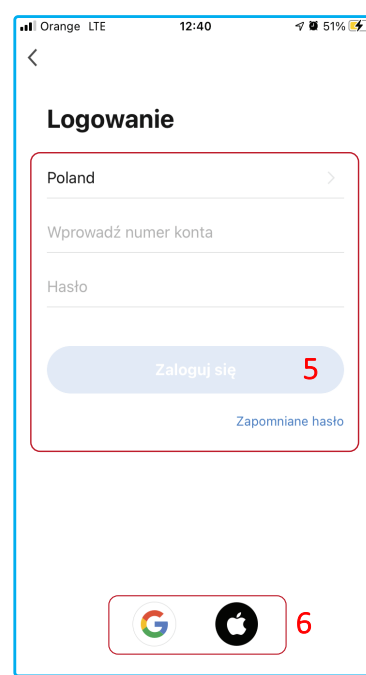 Orange LTE 12:40 51%
Logowanie
Poland
Wprowadź numer konta
Hasło
Zaloguj się 5
Zapomniane hasło
6